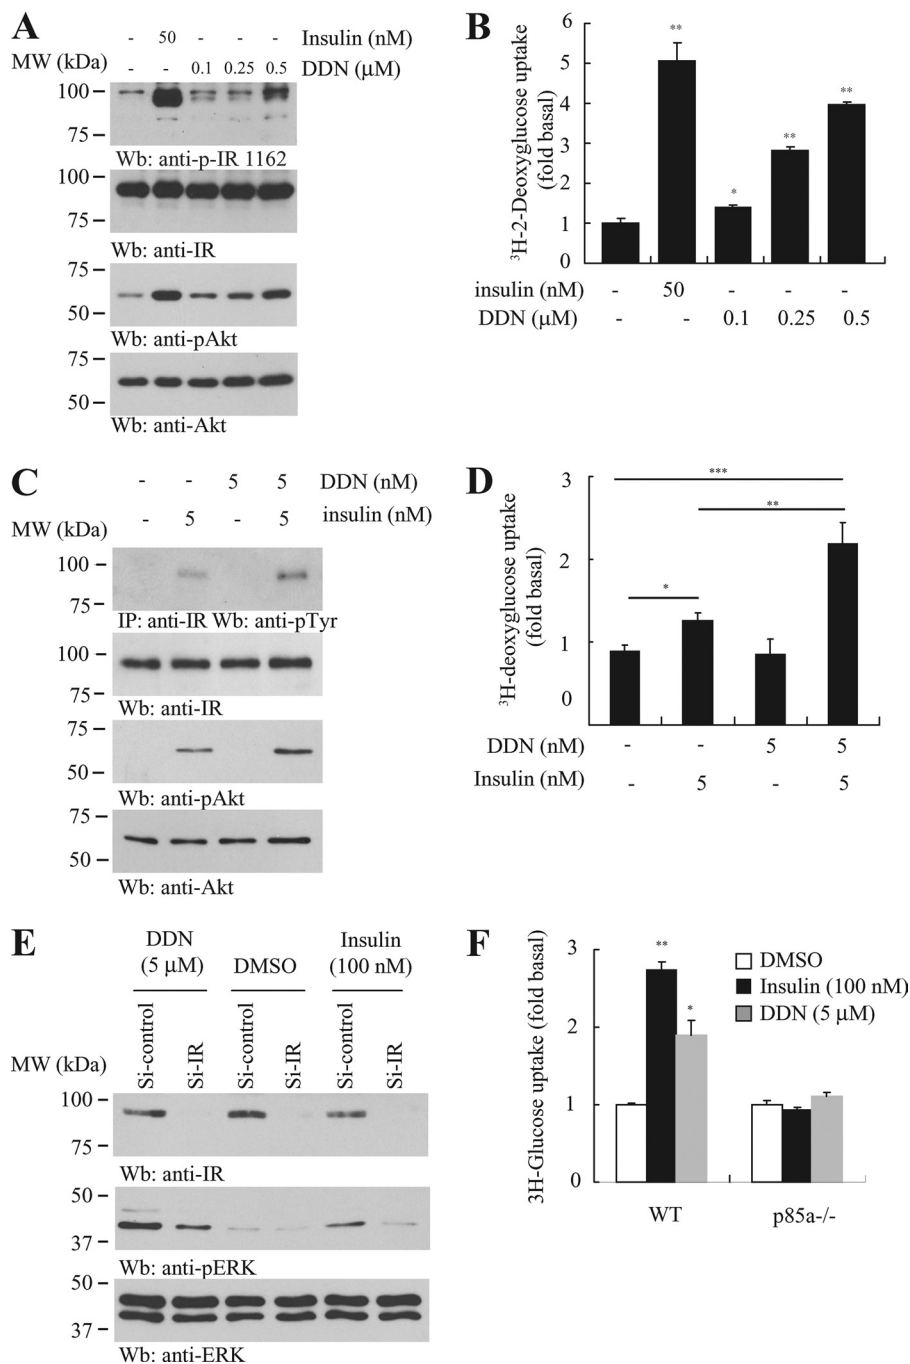 A
- 50 - - - Insulin (nM)
MW (kDa) - - 0.1 0.25 0.5 DDN (μM)
100
75
Wb: anti-p-IR 1162
100
75
Wb: anti-IR
75
50
Wb: anti-pAkt
75
50
Wb: anti-Akt
B
³H-2-Deoxyglucose uptake
(fold basal)
6
5
4
3
2
1
0
**
*
**
**
insulin (nM) - 50 - - -
DDN (μM) - - 0.1 0.25 0.5
C
- - 5 5 DDN (nM)
- 5 - 5 insulin (nM)
MW (kDa)
100
75
IP: anti-IR Wb: anti-pTyr
100
75
Wb: anti-IR
75
50
Wb: anti-pAkt
75
50
Wb: anti-Akt
D
³H-deoxyglucose uptake
(fold basal)
3
2
1
0
***
**
*
DDN (nM) - - 5 5
Insulin (nM) - 5 - 5
E
DDN
(5 μM)
DMSO
Insulin
(100 nM)
MW (kDa)
Si-control
Si-IR
Si-control
Si-IR
Si-control
Si-IR
100
75
Wb: anti-IR
50
37
Wb: anti-pERK
50
37
Wb: anti-ERK
F
3H-Glucose uptake (fold basal)
3
2
1
0
**
*
DMSO
Insulin (100 nM)
DDN (5 μM)
WT p85a-/-